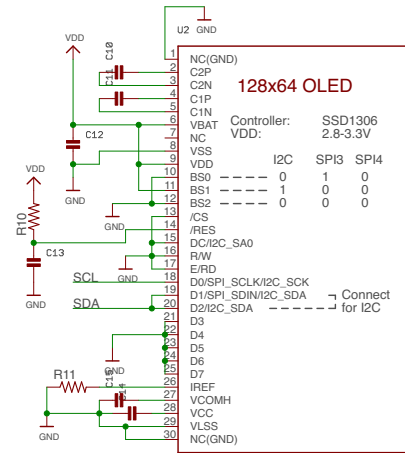 U2
GND
VDD
C10
C11
C12
GND
VDD
GND
R10
C13
GND
GND
SCL
SDA
GND
R11
C15
C14
GND
128x64 OLED
Controller: SSD1306
VDD: 2.8-3.3V
I2C SPI3 SPI4
1 NC(GND)
2 C2P
3 C2N
4 C1P
5 C1N
6 VBAT
7 NC
8 VSS
9 VDD
10 BS0 0 1 0
11 BS1 1 0 0
12 BS2 0 0 0
13 /CS
14 /RES
15 DC/I2C_SA0
16 R/W
17 E/RD
18 D0/SPI_SCLK/I2C_SCK
19 D1/SPI_SDIN/I2C_SDA
20 D2/I2C_SDA
Connect
for I2C
21 D3
22 D4
23 D5
24 D6
25 D7
26 IREF
27 VCOMH
28 VCC
29 VLSS
30 NC(GND)